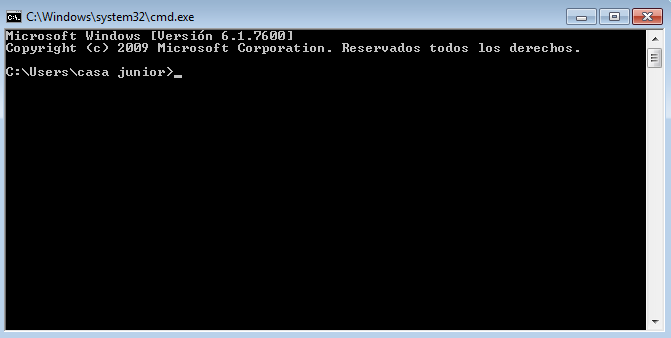 C:\Windows\system32\cmd.exe
Microsoft Windows [Versión 6.1.7600]
Copyright (c) 2009 Microsoft Corporation. Reservados todos los derechos.
C:\Users\casa junior>_